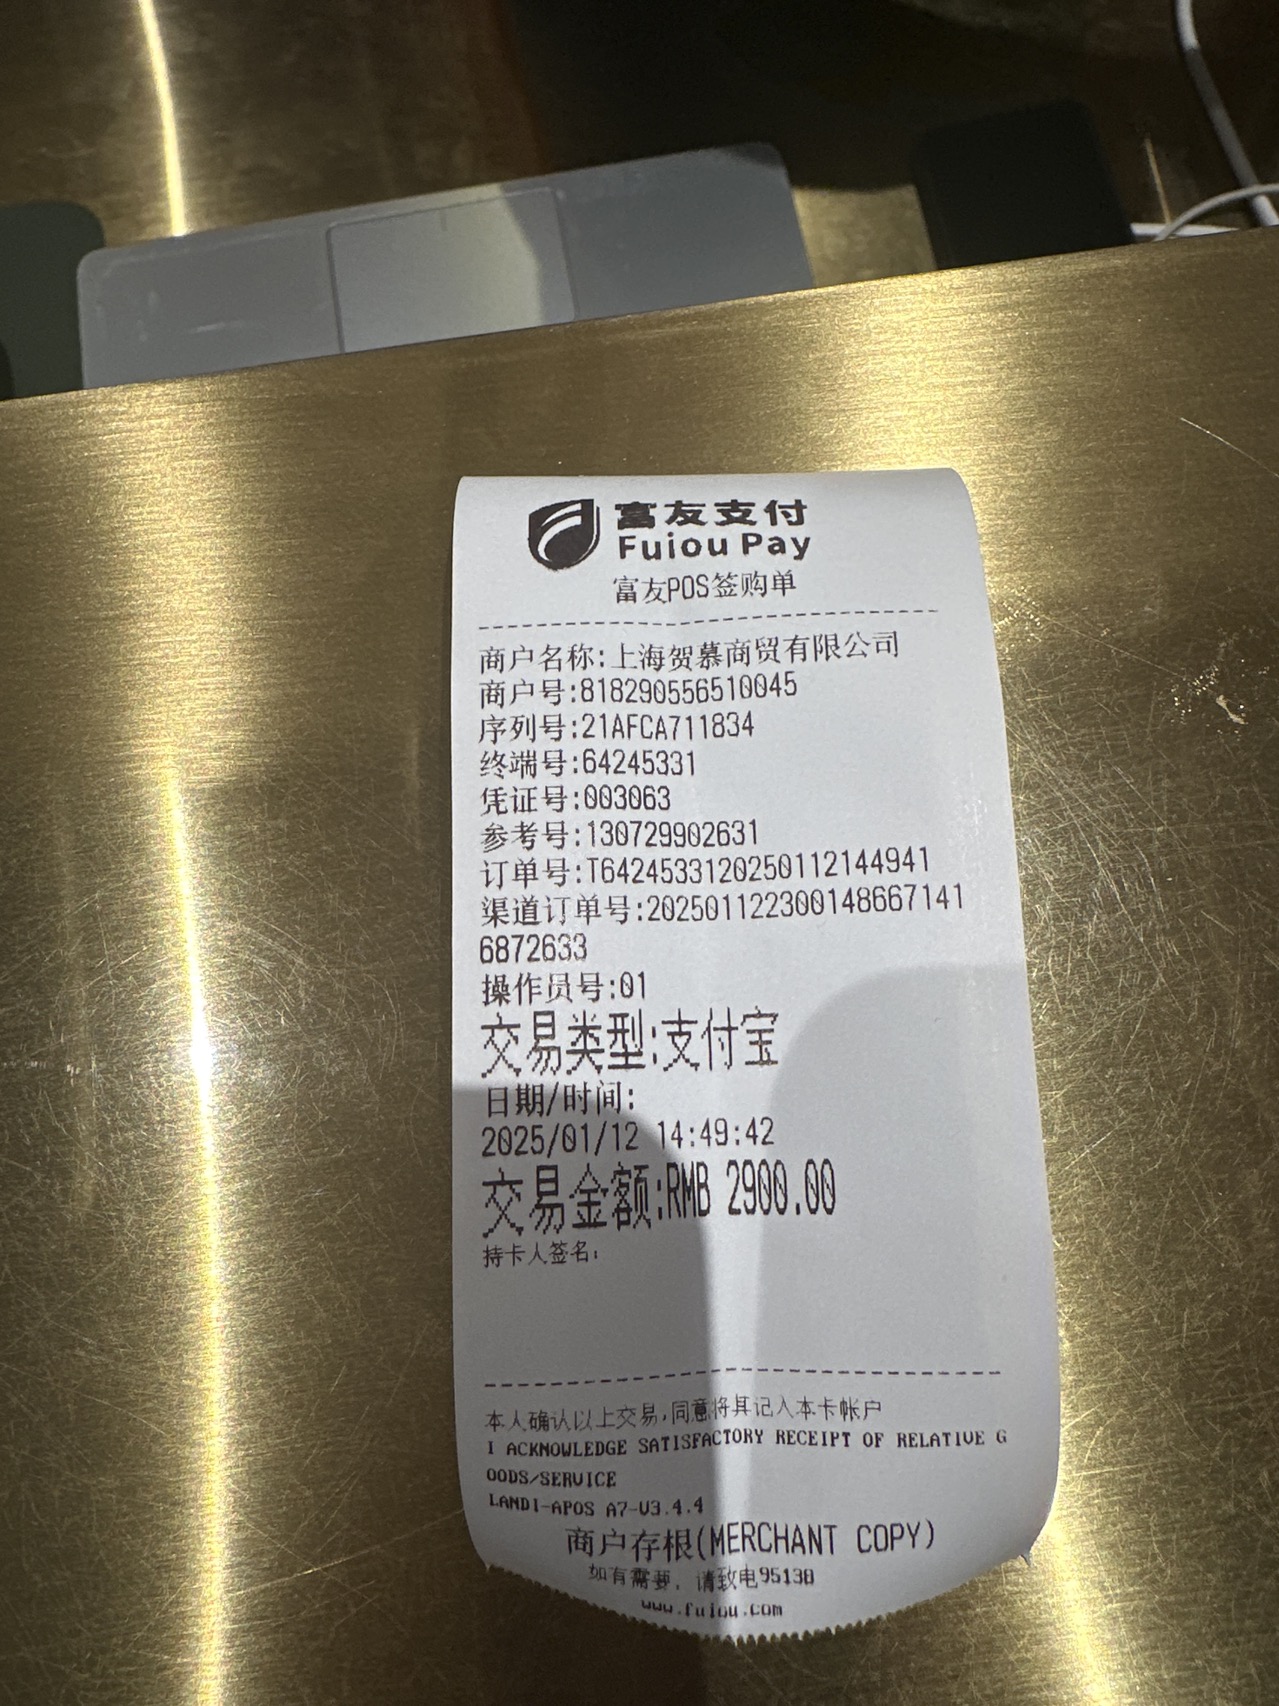 富友支付
Fuiou Pay
富友POS签购单
商户名称:上海贺慕商贸有限公司
商户号:818290556510045
序列号:21AFCA711834
终端号:64245331
凭证号:003063
参考号:130729902631
订单号:T6424533120250112144941
渠道订单号:202501122300148667141
6872633
操作员号:01
交易类型:支付宝
日期/时间:
2025/01/12 14:49:42
交易金额:RMB 2900.00
持卡人签名:
本人确认以上交易,同意将其记入本卡帐户
I ACKNOWLEDGE SATISFACTORY RECEIPT OF RELATIVE G
OODS/SERVICE
LANDI-APOS A7-V3.4.4
商户存根(MERCHANT COPY)
如有需要, 请致电95138
www.fuiou.com